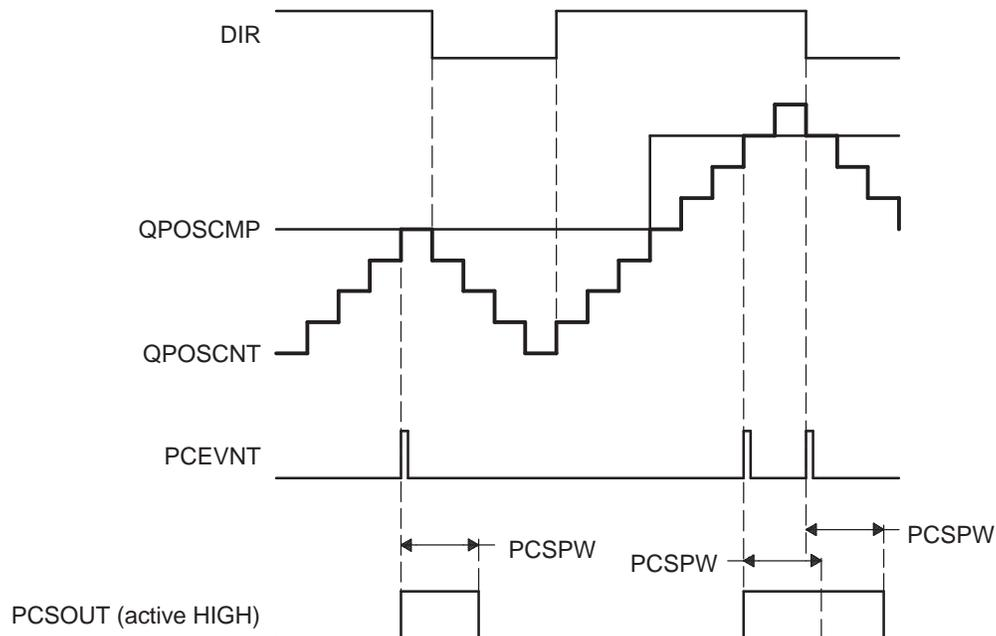 DIR
QPOSCMP
QPOSCNT
PCEVNT
PCSPW
PCSPW
PCSPW
PCSOUT (active HIGH)